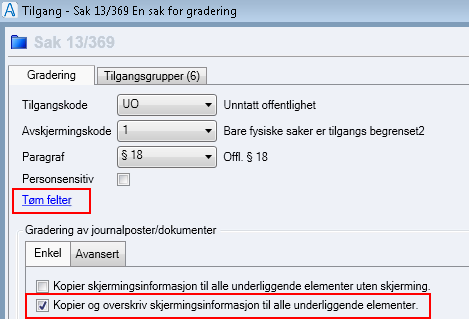 Tilgang - Sak 13/369 En sak for gradering
Sak 13/369
Gradering Tilgangsgrupper (6)
Tilgangskode UO Unntatt offentlighet
Avskjermingskode 1 Bare fysiske saker er tilgangs begrenset2
Paragraf § 18 Offl. § 18
Personsensitiv
Tøm felter
Gradering av journalposter/dokumenter
Enkel Avansert
Kopier skjermingsinformasjon til alle underliggende elementer uten skjerming.
Kopier og overskriv skjermingsinformasjon til alle underliggende elementer.